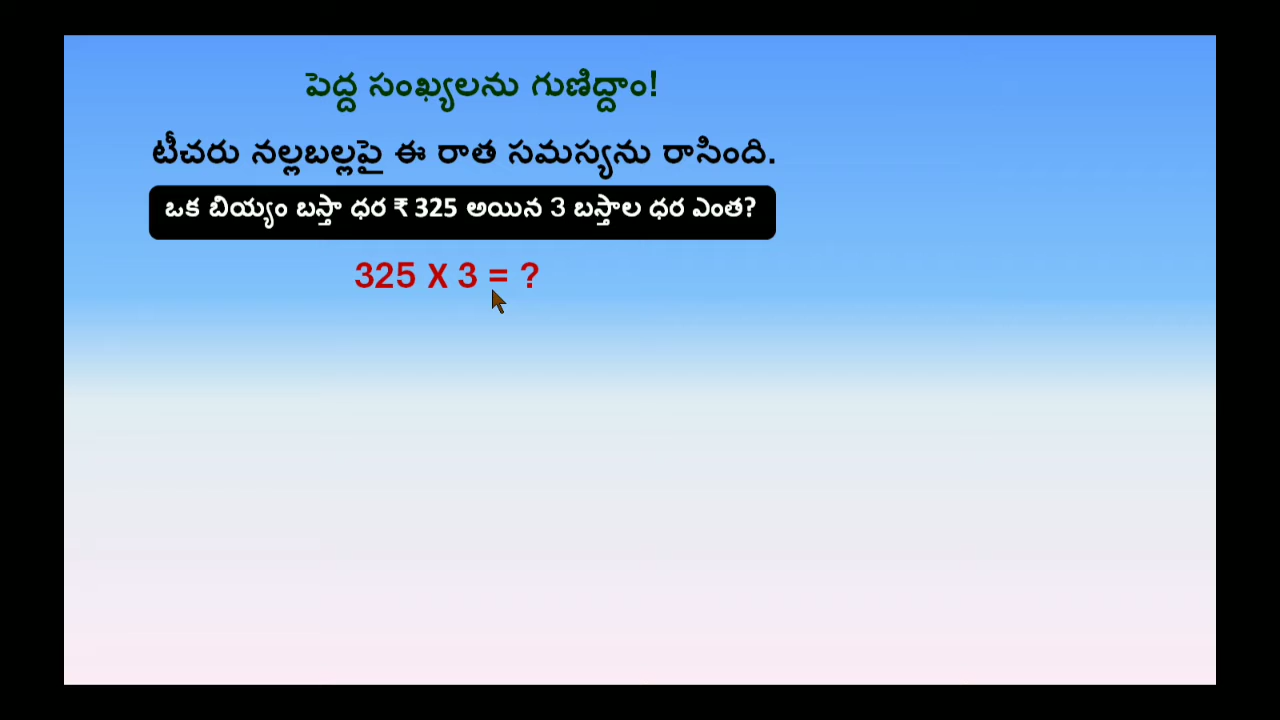 పెద్ద సంఖ్యలను గుణిద్దాం!
టీచరు నల్లబల్లపై ఈ రాత సమస్యను రాసింది.
ఒక బియ్యం బస్తా ధర ₹ 325 అయిన 3 బస్తాల ధర ఎంత?
325 X 3 = ?